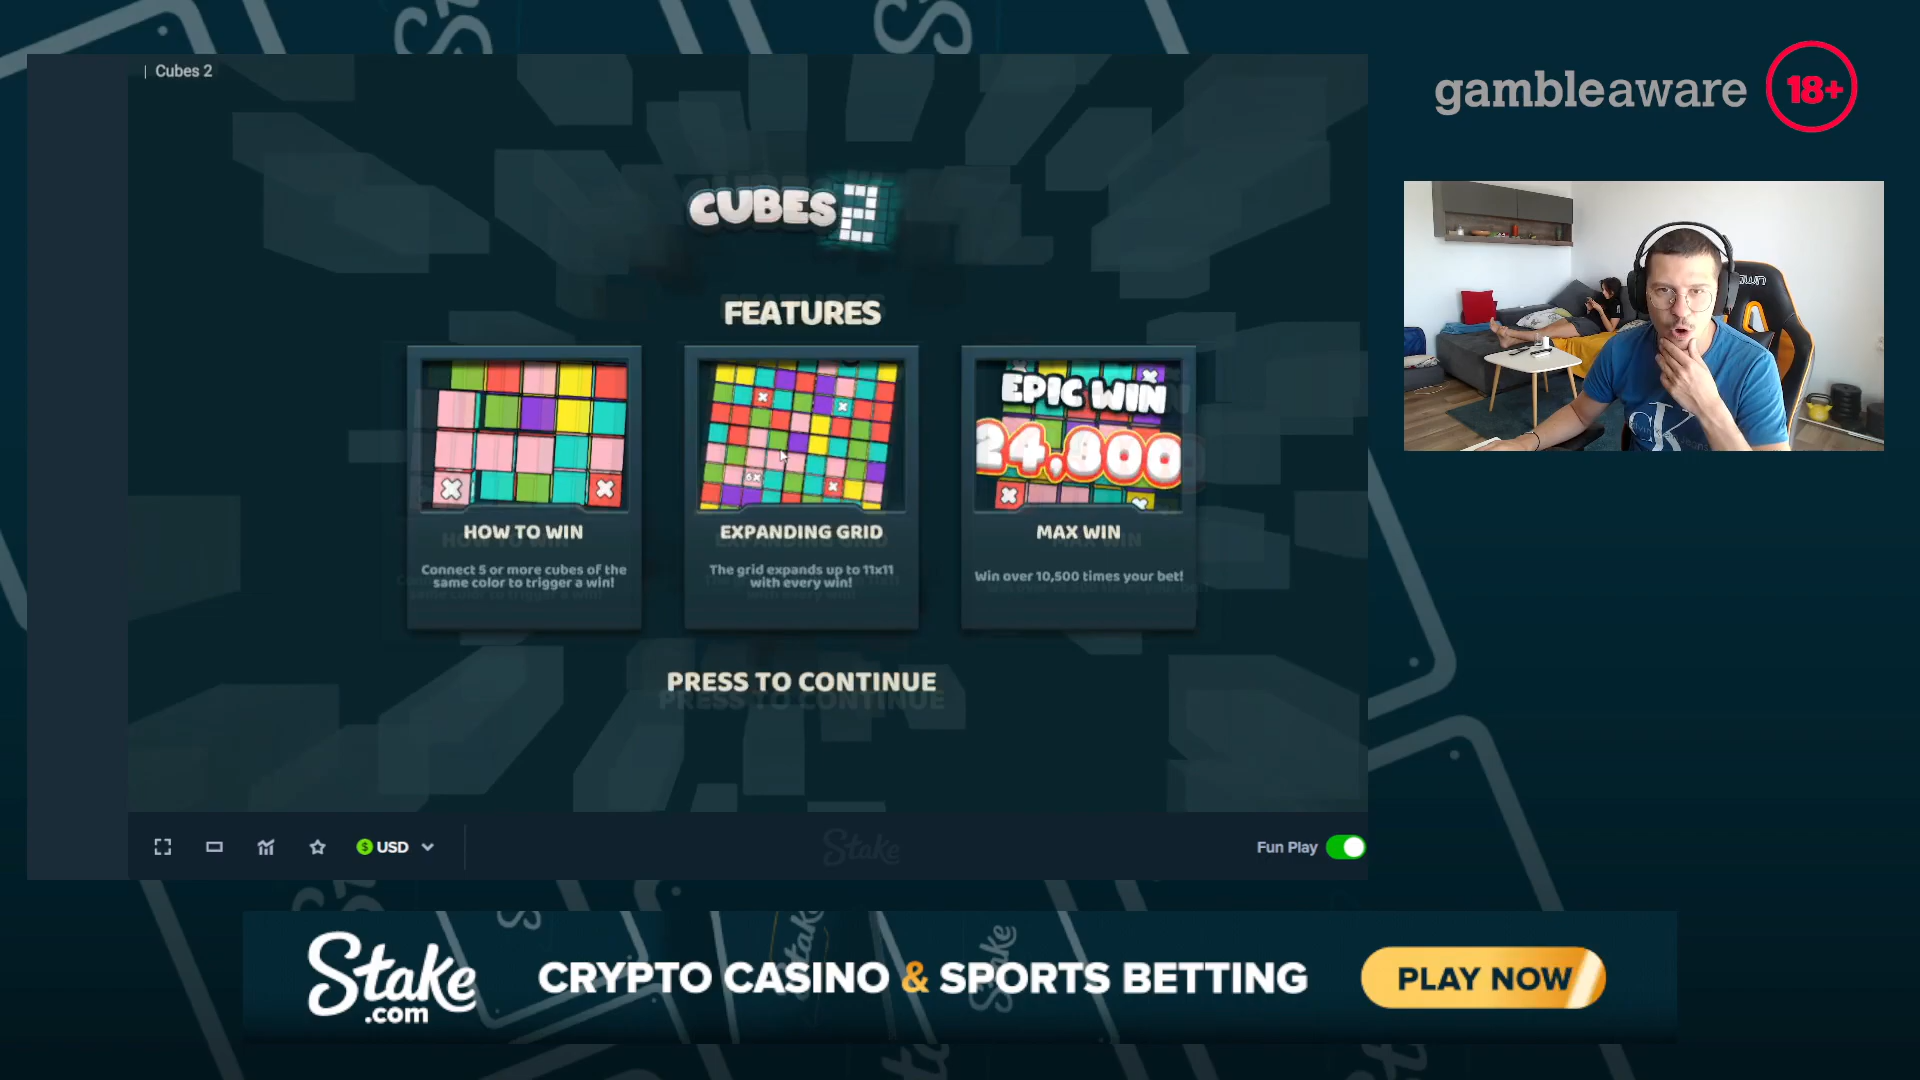 | Cubes 2
gambleaware 18+
CUBES 2
FEATURES
EPIC WIN
24,800
6X
HOW TO WIN
Connect 5 or more cubes of the
same color to trigger a win!
EXPANDING GRID
The grid expands up to 11x11
with every win!
MAX WIN
Win over 10,500 times your bet!
PRESS TO CONTINUE
USD
Stake
Fun Play
Stake
.com
CRYPTO CASINO & SPORTS BETTING
PLAY NOW